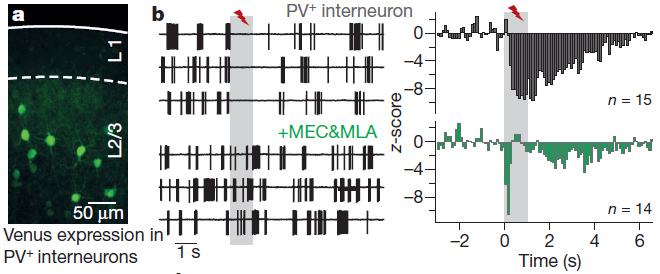 a
L1
L2/3
50 μm
Venus expression in
PV+ interneurons
b
PV+ interneuron
+MEC&MLA
1 s
z-score
0
−4
−8
n = 15
0
−4
−8
n = 14
−2 0 2 4 6
Time (s)